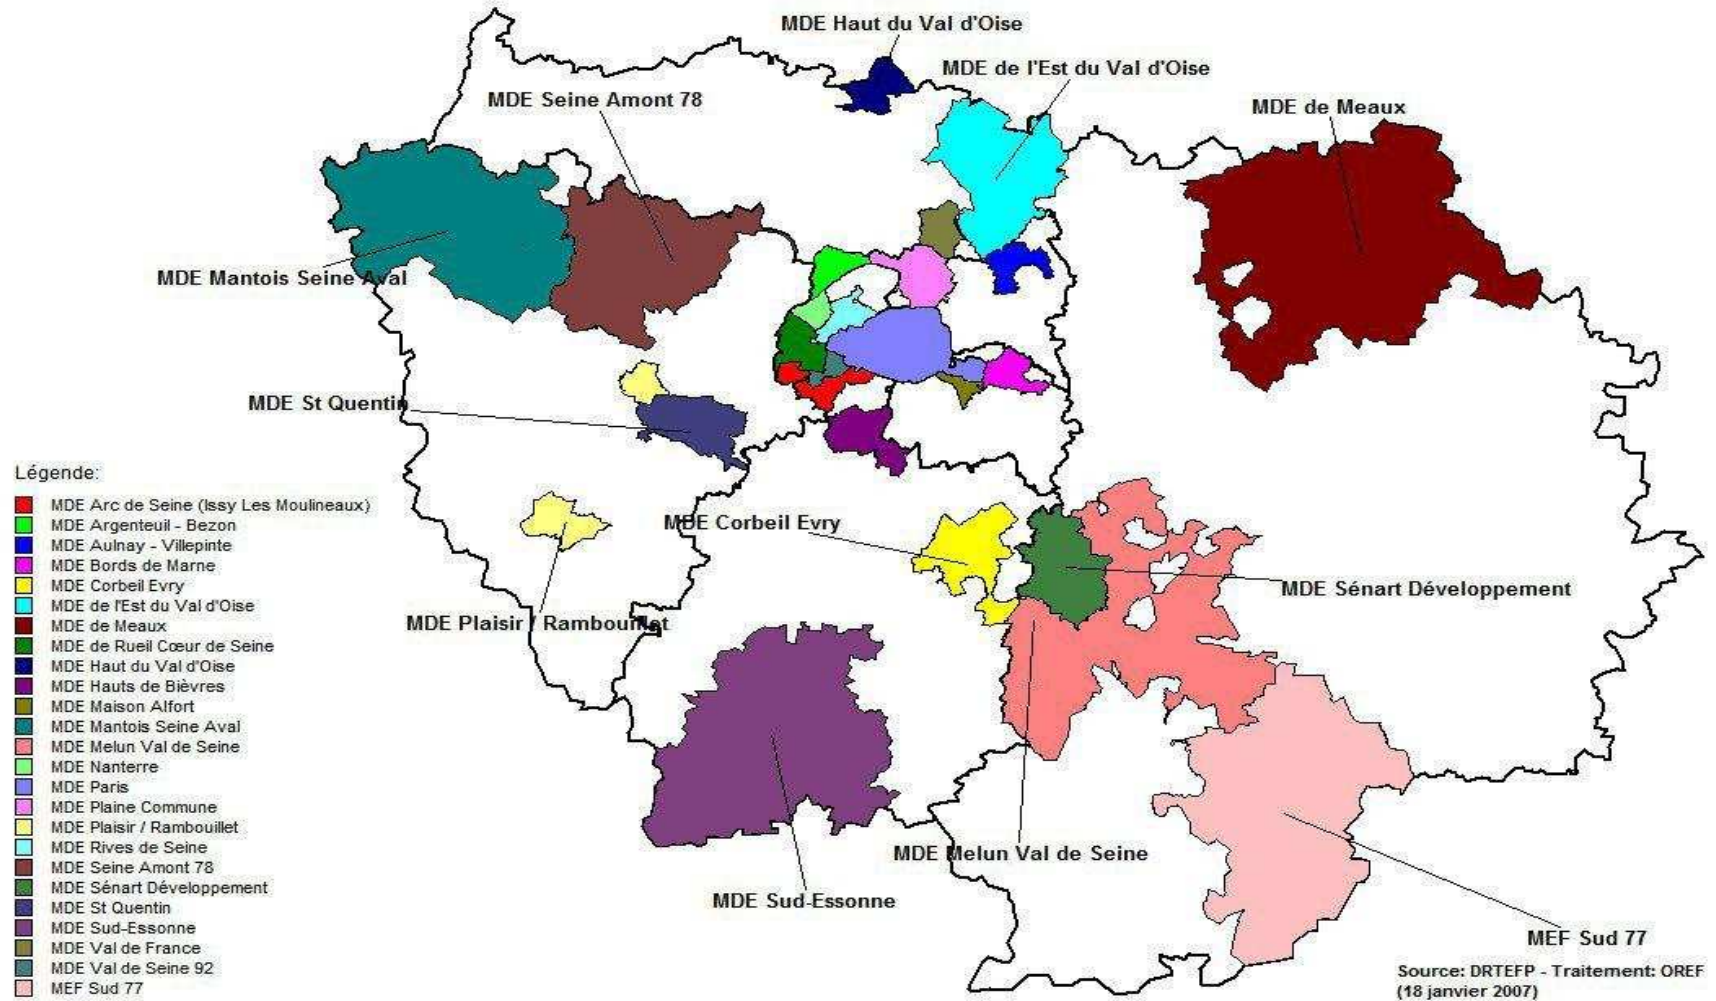 MDE Haut du Val d'Oise
MDE de l'Est du Val d'Oise
MDE Seine Amont 78
MDE de Meaux
MDE Mantois Seine Aval
MDE St Quentin
MDE Corbeil Evry
MDE Sénart Développement
MDE Plaisir / Rambouillet
MDE Melun Val de Seine
MDE Sud-Essonne
MEF Sud 77
Légende:
MDE Arc de Seine (Issy Les Moulineaux)
MDE Argenteuil - Bezon
MDE Aulnay - Villepinte
MDE Bords de Marne
MDE Corbeil Evry
MDE de l'Est du Val d'Oise
MDE de Meaux
MDE de Rueil Cœur de Seine
MDE Haut du Val d'Oise
MDE Hauts de Bièvres
MDE Maison Alfort
MDE Mantois Seine Aval
MDE Melun Val de Seine
MDE Nanterre
MDE Paris
MDE Plaine Commune
MDE Plaisir / Rambouillet
MDE Rives de Seine
MDE Seine Amont 78
MDE Sénart Développement
MDE St Quentin
MDE Sud-Essonne
MDE Val de France
MDE Val de Seine 92
MEF Sud 77
Source: DRTEFP - Traitement: OREF
(18 janvier 2007)